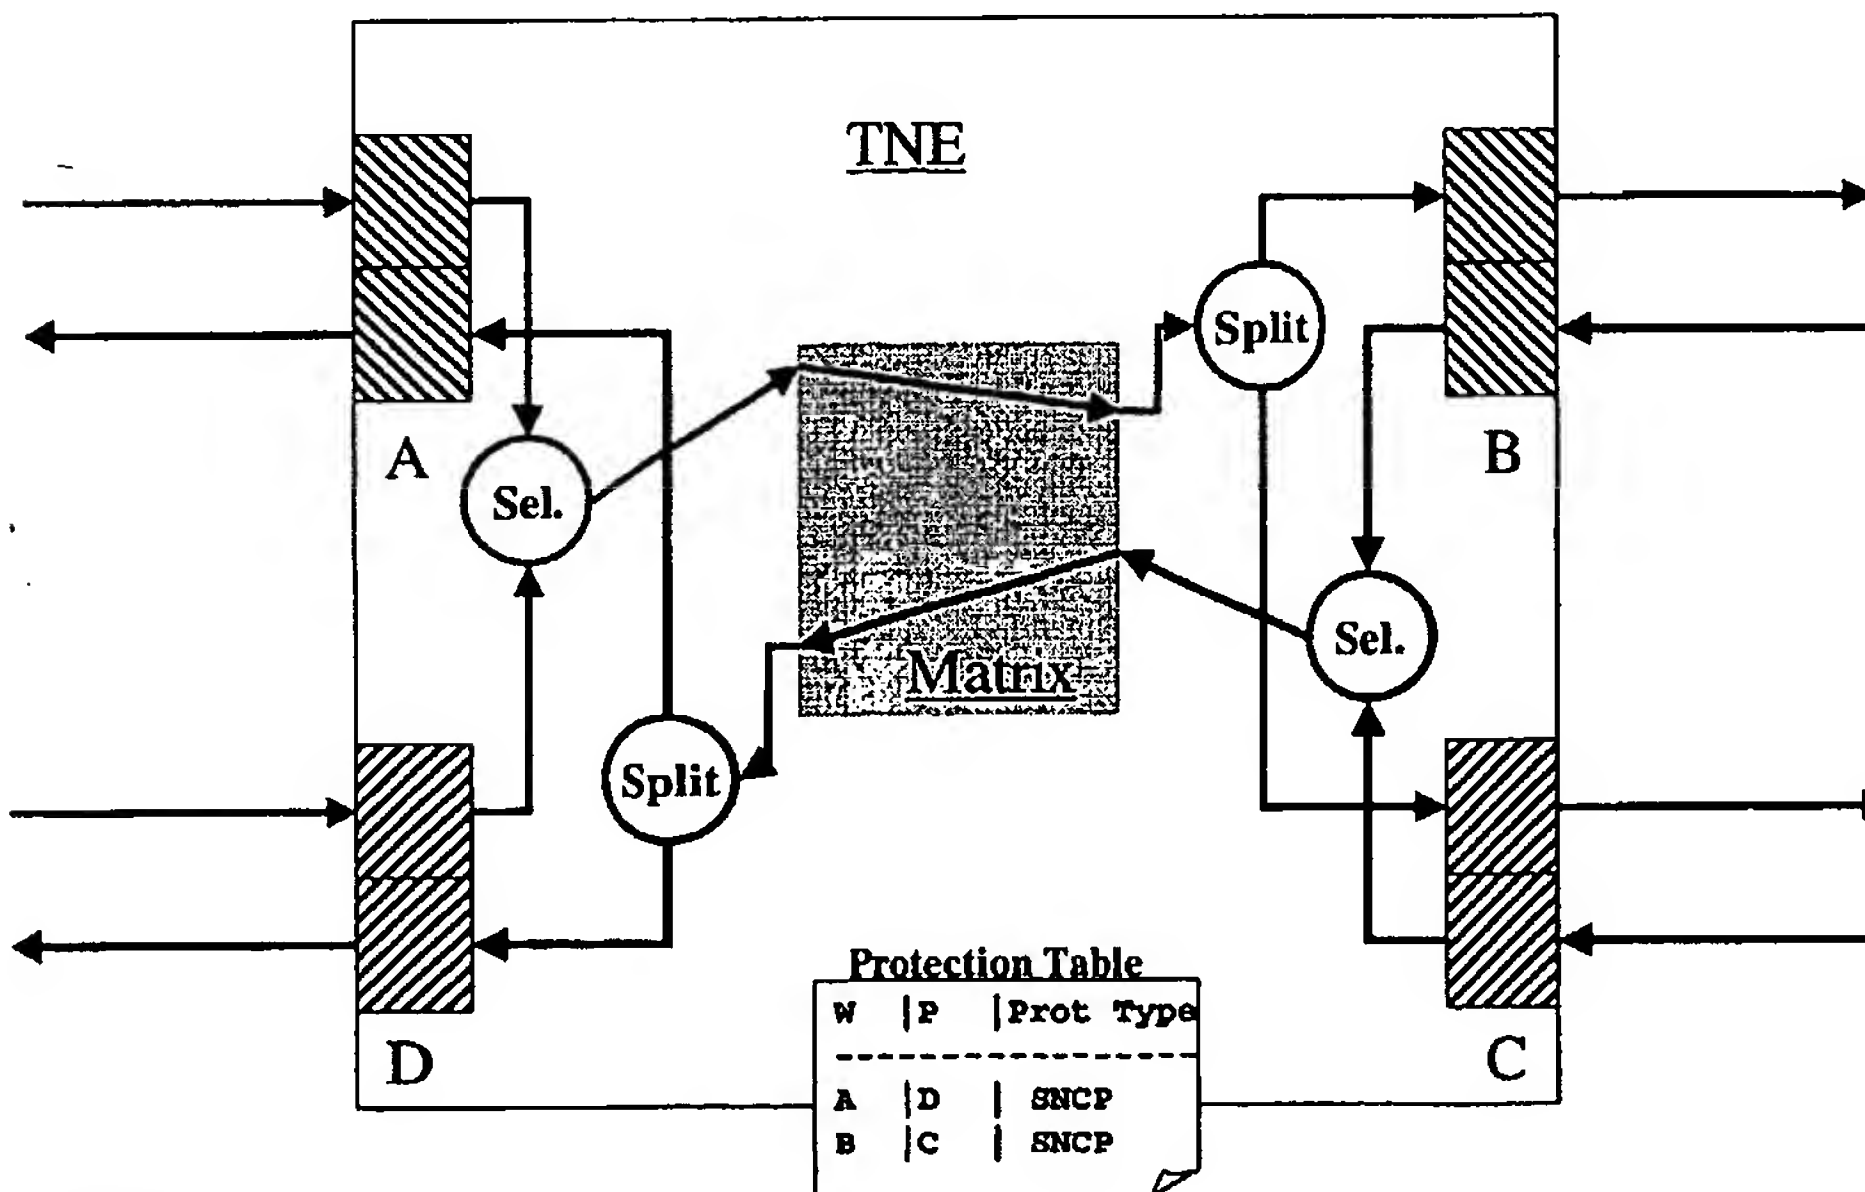 TNE
Split
A
B
Sel.
Sel.
Matrix
Split
Protection Table
W |P |Prot Type
--------------------
D
C
A |D | SNCP
B |C | SNCP